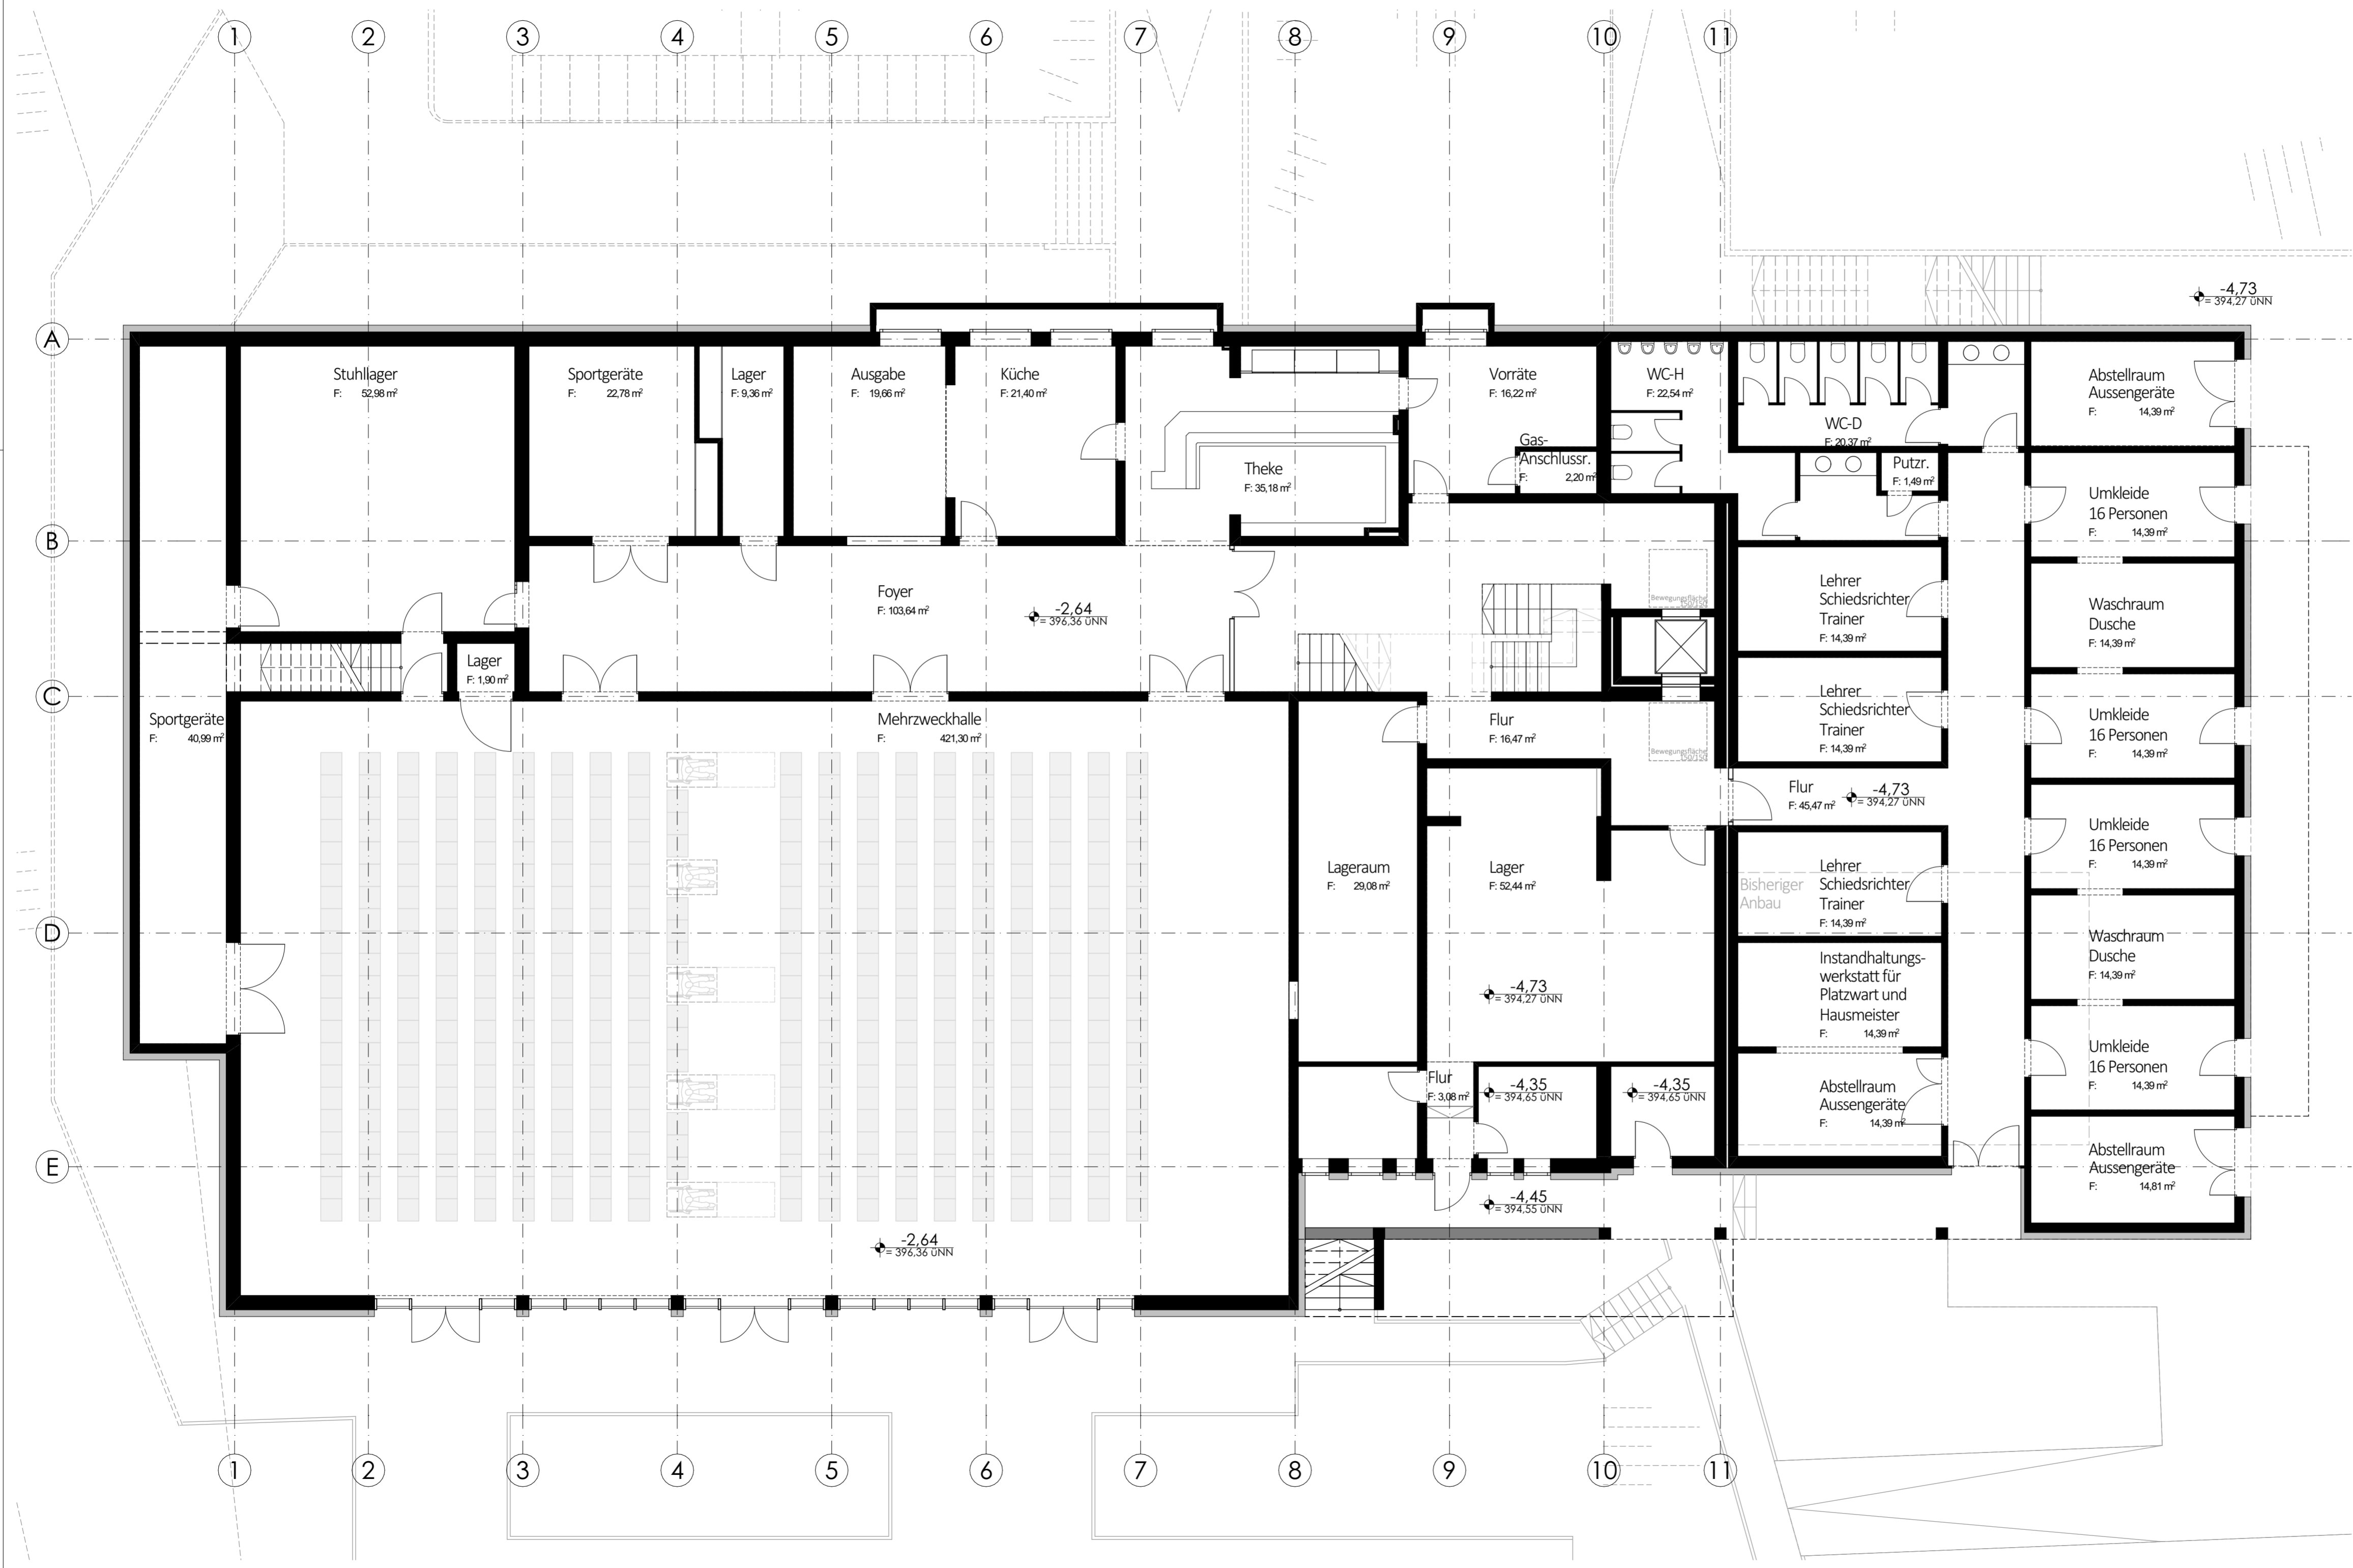 1 2 3 4 5 6 7 8 9 10 11
-4,73
= 394,27 üNN
A
Stuhllager
F: 52,98 m²
Sportgeräte
F: 22,78 m²
Lager
F: 9,36 m²
Ausgabe
F: 19,66 m²
Küche
F: 21,40 m²
Theke
F: 35,18 m²
Vorräte
F: 16,22 m²
Gas-
Anschlussr.
F: 2,20 m²
WC-H
F: 22,54 m²
WC-D
F: 20,37 m²
Putzr.
F: 1,49 m²
Abstellraum
Aussengeräte
F: 14,39 m²
Umkleide
16 Personen
F: 14,39 m²
B
Foyer
F: 103,64 m²
-2,64
= 396,36 üNN
Bewegungsfläche
150/150
Lehrer
Schiedsrichter
Trainer
F: 14,39 m²
Waschraum
Dusche
F: 14,39 m²
Lager
F: 1,90 m²
C
Sportgeräte
F: 40,99 m²
Mehrzweckhalle
F: 421,30 m²
Flur
F: 16,47 m²
Bewegungsfläche
150/150
Lehrer
Schiedsrichter
Trainer
F: 14,39 m²
Umkleide
16 Personen
F: 14,39 m²
Flur
F: 45,47 m²
-4,73
= 394,27 üNN
Umkleide
16 Personen
F: 14,39 m²
Lageraum
F: 29,08 m²
Lager
F: 52,44 m²
Bisheriger
Anbau
Lehrer
Schiedsrichter
Trainer
F: 14,39 m²
D
-4,73
= 394,27 üNN
Instandhaltungs-
werkstatt für
Platzwart und
Hausmeister
F: 14,39 m²
Waschraum
Dusche
F: 14,39 m²
Flur
F: 3,08 m²
-4,35
= 394,65 üNN
-4,35
= 394,65 üNN
Abstellraum
Aussengeräte
F: 14,39 m²
Umkleide
16 Personen
F: 14,39 m²
E
-4,45
= 394,55 üNN
Abstellraum
Aussengeräte
F: 14,81 m²
-2,64
= 396,36 üNN
1 2 3 4 5 6 7 8 9 10 11